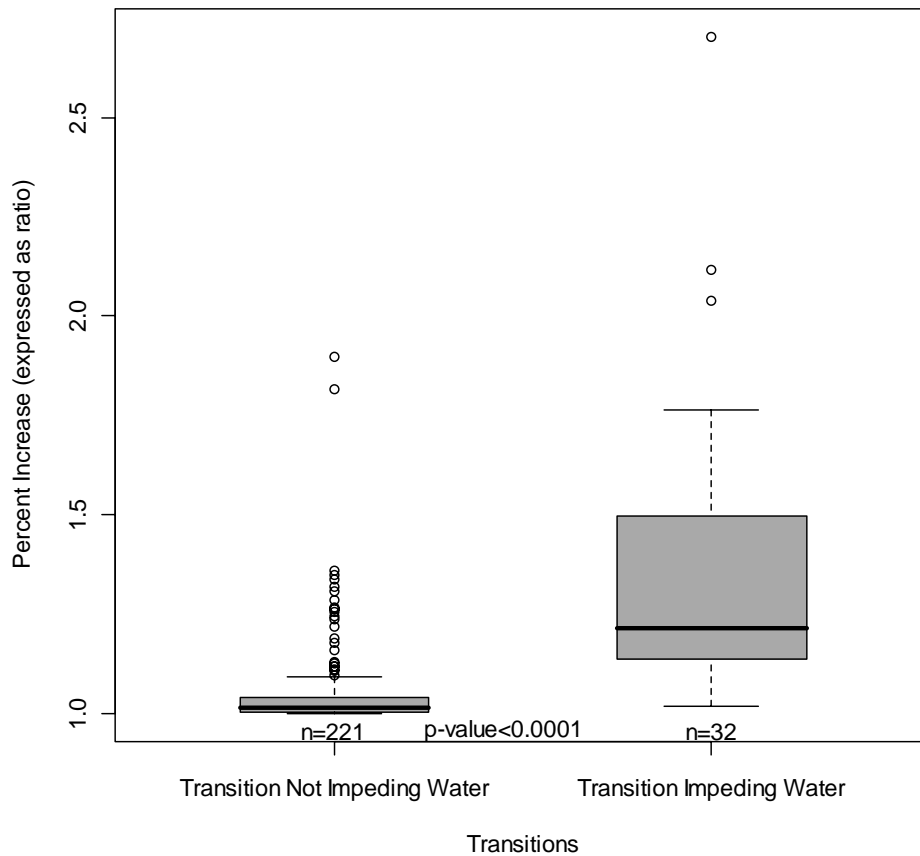 2.5
2.0
1.5
1.0
Percent Increase (expressed as ratio)
n=221
p-value<0.0001
n=32
Transition Not Impeding Water
Transition Impeding Water
Transitions